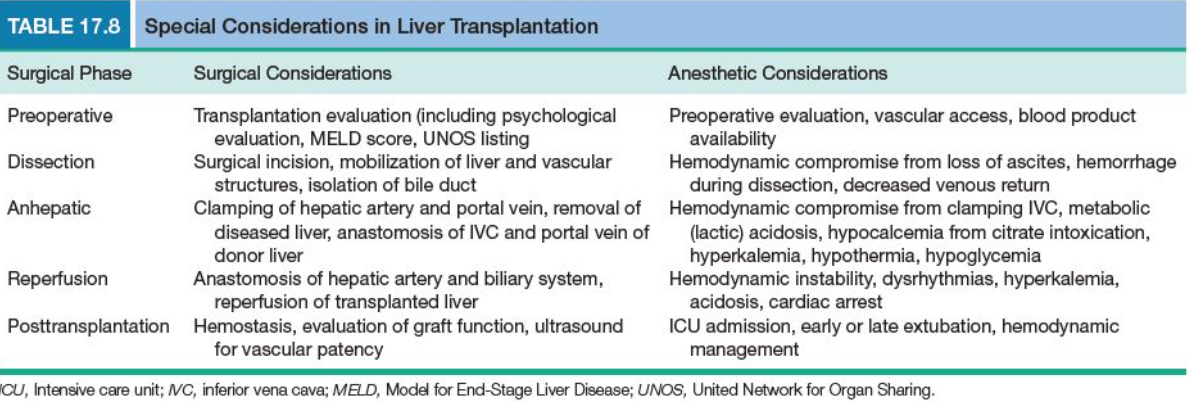 TABLE 17.8 Special Considerations in Liver Transplantation
Surgical Phase Surgical Considerations Anesthetic Considerations
Preoperative Transplantation evaluation (including psychological Preoperative evaluation, vascular access, blood product
evaluation, MELD score, UNOS listing availability
Dissection Surgical incision, mobilization of liver and vascular Hemodynamic compromise from loss of ascites, hemorrhage
structures, isolation of bile duct during dissection, decreased venous return
Anhepatic Clamping of hepatic artery and portal vein, removal of Hemodynamic compromise from clamping IVC, metabolic
diseased liver, anastomosis of IVC and portal vein of (lactic) acidosis, hypocalcemia from citrate intoxication,
donor liver hyperkalemia, hypothermia, hypoglycemia
Reperfusion Anastomosis of hepatic artery and biliary system, Hemodynamic instability, dysrhythmias, hyperkalemia,
reperfusion of transplanted liver acidosis, cardiac arrest
Posttransplantation Hemostasis, evaluation of graft function, ultrasound ICU admission, early or late extubation, hemodynamic
for vascular patency management
ICU, Intensive care unit; IVC, inferior vena cava; MELD, Model for End-Stage Liver Disease; UNOS, United Network for Organ Sharing.